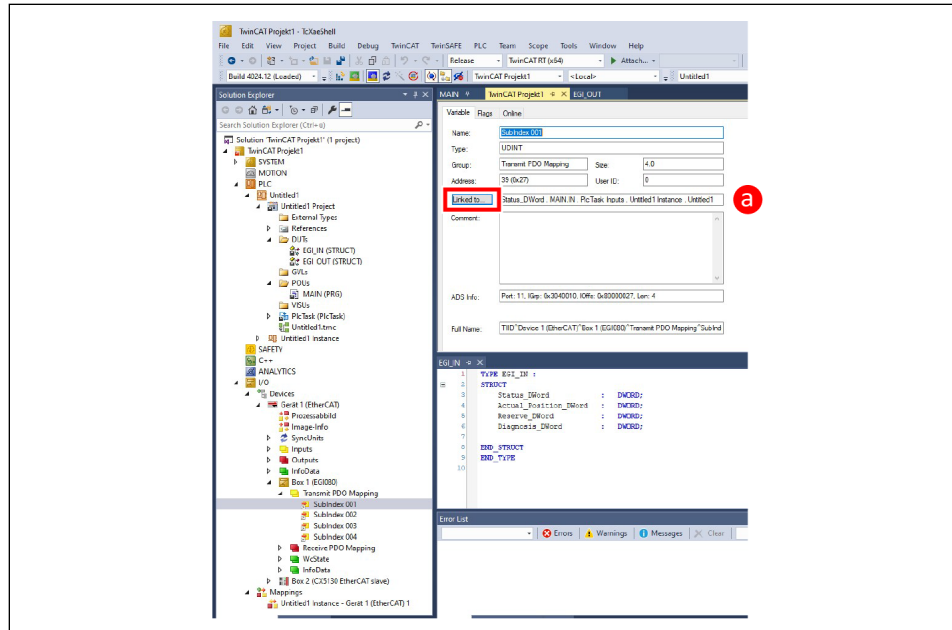 TwinCAT Projekt1 - TcXaeShell
File Edit View Project Build Debug TwinCAT TwinSAFE PLC Team Scope Tools Window Help
Release TwinCAT RT (x64) Attach...
Build 4024.12 (Loaded) TwinCAT Projekt1 <Local> Untitled1
Solution Explorer
Search Solution Explorer (Ctrl+ü)
Solution 'TwinCAT Projekt1' (1 project)
TwinCAT Projekt1
SYSTEM
MOTION
PLC
Untitled1
Untitled1 Project
External Types
References
DUTs
EGI_IN (STRUCT)
EGI_OUT (STRUCT)
GVLs
POUs
MAIN (PRG)
VISUs
PlcTask (PlcTask)
Untitled1.tmc
Untitled1 Instance
SAFETY
C++
ANALYTICS
I/O
Devices
Gerät 1 (EtherCAT)
Prozessabbild
Image-Info
SyncUnits
Inputs
Outputs
InfoData
Box 1 (EGI080)
Transmit PDO Mapping
SubIndex 001
SubIndex 002
SubIndex 003
SubIndex 004
Receive PDO Mapping
WcState
InfoData
Box 2 (CX5130 EtherCAT slave)
Mappings
Untitled1 Instance - Gerät 1 (EtherCAT) 1
MAIN TwinCAT Projekt1 EGI_OUT
Variable Flags Online
Name: SubIndex 001
Type: UDINT
Group: Transmit PDO Mapping Size: 4.0
Address: 39 (0x27) User ID: 0
Linked to... Status_DWord . MAIN.IN . PlcTask Inputs . Untitled1 Instance . Untitled1
a
Comment:
ADS Info: Port: 11, IGrp: 0x3040010, IOffs: 0x80000027, Len: 4
Full Name: TIID^Device 1 (EtherCAT)^Box 1 (EGI080)^Transmit PDO Mapping^SubInd
EGI_IN
1 TYPE EGI_IN :
2 STRUCT
3 Status_DWord : DWORD;
4 Actual_Position_DWord : DWORD;
5 Reserve_DWord : DWORD;
6 Diagnosis_DWord : DWORD;
7
8 END_STRUCT
9 END_TYPE
10
Error List
Errors Warnings Messages Clear